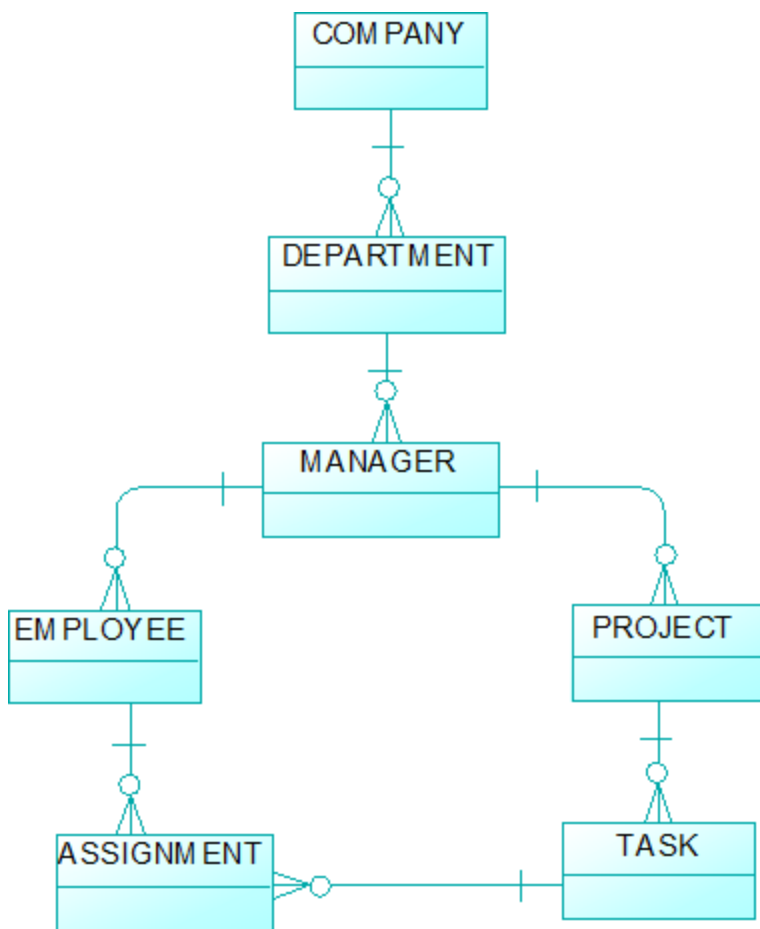 COMPANY
DEPARTMENT
MANAGER
EMPLOYEE
PROJECT
ASSIGNMENT
TASK